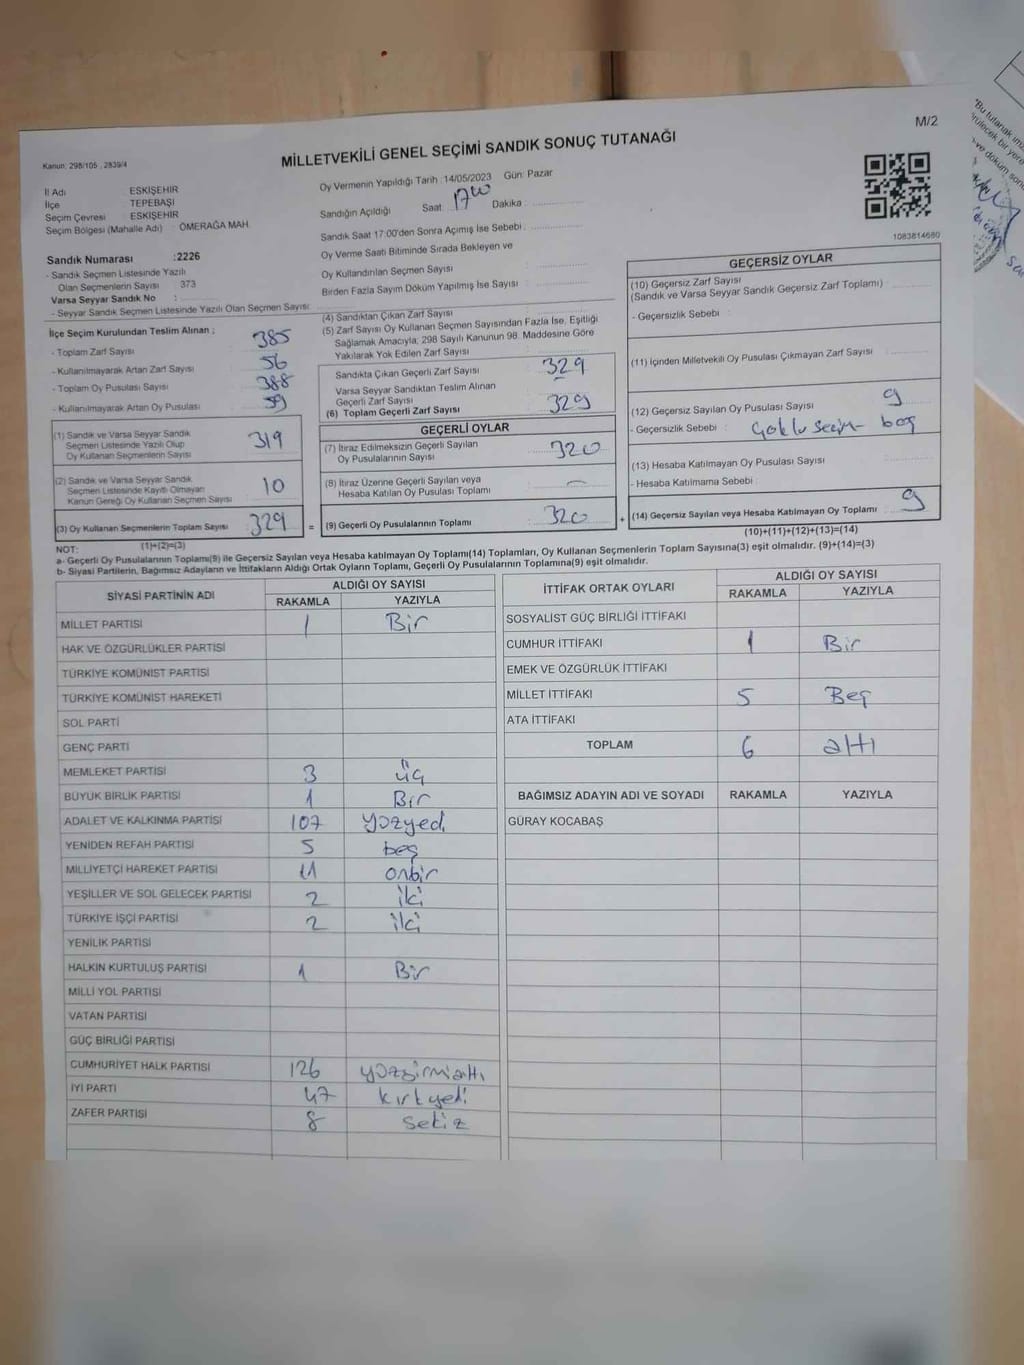 M/2
Kanun: 298/105 , 2839/4
MİLLETVEKİLİ GENEL SEÇİMİ SANDIK SONUÇ TUTANAĞI
İl Adı ESKİŞEHİR
İlçe TEPEBAŞI
Seçim Çevresi ESKİŞEHİR
Seçim Bölgesi (Mahalle Adı) : ÖMERAĞA MAH.
Sandık Numarası :2226
- Sandık Seçmen Listesinde Yazılı
Olan Seçmenlerin Sayısı : 373
Varsa Seyyar Sandık No :
- Seyyar Seçmen Listesinde Yazılı Olan Seçmen Sayısı:
Oy Vermenin Yapıldığı Tarih :14/05/2023 Gün: Pazar
Sandığın Açıldığı Saat: 17 00 Dakika :
Sandık Saat 17:00'den Sonra Açımış İse Sebebi :
Oy Verme Saati Bitiminde Sırada Bekleyen ve
Oy Kullandırılan Seçmen Sayısı
Birden Fazla Sayım Döküm Yapılmış İse Sayısı :
1083814680
İlçe Seçim Kurulundan Teslim Alınan ;
- Toplam Zarf Sayısı : 385
- Kullanılmayarak Artan Zarf Sayısı : 56
- Toplam Oy Pusulası Sayısı : 388
- Kullanılmayarak Artan Oy Pusulası : 59
(1) Sandık ve Varsa Seyyar Sandık
Seçmen Listesinde Yazılı Olup
Oy Kullanan Seçmenlerin Sayısı 319
(2) Sandık ve Varsa Seyyar Sandık
Seçmen Listesinde Kayıtlı Olmayan
Kanun Gereği Oy Kullanan Seçmen Sayısı 10
(3) Oy Kullanan Seçmenlerin Toplam Sayısı 329 =
(1)+(2)=(3)
(4) Sandıktan Çıkan Zarf Sayısı
(5) Zarf Sayısı Oy Kullanan Seçmen Sayısından Fazla İse, Eşitliği
Sağlamak Amacıyla; 298 Sayılı Kanunun 98. Maddesine Göre
Yakılarak Yok Edilen Zarf Sayısı
Sandıkta Çıkan Geçerli Zarf Sayısı 329
Varsa Seyyar Sandıktan Teslim Alınan
Geçerli Zarf Sayısı
(6) Toplam Geçerli Zarf Sayısı 329
GEÇERLİ OYLAR
(7) İtiraz Edilmeksizin Geçerli Sayılan
Oy Pusulalarının Sayısı 320
(8) İtiraz Üzerine Geçerli Sayılan veya
Hesaba Katılan Oy Pusulası Toplamı —
(9) Geçerli Oy Pusulalarının Toplamı 320 +
GEÇERSİZ OYLAR
(10) Geçersiz Zarf Sayısı
(Sandık ve Varsa Seyyar Sandık Geçersiz Zarf Toplamı) :
- Geçersizlik Sebebi :
(11) İçinden Milletvekili Oy Pusulası Çıkmayan Zarf Sayısı
(12) Geçersiz Sayılan Oy Pusulası Sayısı 9
- Geçersizlik Sebebi : Çoklu seçim boş
(13) Hesaba Katılmayan Oy Pusulası Sayısı
- Hesaba Katılmama Sebebi
(14) Geçersiz Sayılan veya Hesaba Katılmayan Oy Toplamı 9
(10)+(11)+(12)+(13)=(14)
NOT:
a- Geçerli Oy Pusulaların Toplamı(9) ile Geçersiz Sayılan veya Hesaba katılmayan Oy Toplamı(14) Toplamları, Oy Kullanan Seçmenlerin Toplam Sayısına(3) eşit olmalıdır. (9)+(14)=(3)
b- Siyasi Partilerin, Bağımsız Adayların ve İttifakların Aldığı Ortak Oyların Toplamı, Geçerli Oy Pusulalarının Toplamına(9) eşit olmalıdır.
SİYASİ PARTİNİN ADI ALDIĞI OY SAYISI
RAKAMLA YAZIYLA
MİLLET PARTİSİ 1 Bir
HAK VE ÖZGÜRLÜKLER PARTİSİ
TÜRKİYE KOMÜNİST PARTİSİ
TÜRKİYE KOMÜNİST HAREKETİ
SOL PARTİ
GENÇ PARTİ
MEMLEKET PARTİSİ 3 üç
BÜYÜK BİRLİK PARTİSİ 1 Bir
ADALET VE KALKINMA PARTİSİ 107 yüzyedi
YENİDEN REFAH PARTİSİ 5 beş
MİLLİYETÇİ HAREKET PARTİSİ 11 onbir
YEŞİLLER VE SOL GELECEK PARTİSİ 2 iki
TÜRKİYE İŞÇİ PARTİSİ 2 iki
YENİLİK PARTİSİ
HALKIN KURTULUŞ PARTİSİ 1 Bir
MİLLİ YOL PARTİSİ
VATAN PARTİSİ
GÜÇ BİRLİĞİ PARTİSİ
CUMHURİYET HALK PARTİSİ 126 yüzyirmialtı
İYİ PARTİ 47 kırkyedi
ZAFER PARTİSİ 8 sekiz
İTTİFAK ORTAK OYLARI ALDIĞI OY SAYISI
RAKAMLA YAZIYLA
SOSYALİST GÜÇ BİRLİĞİ İTTİFAKI
CUMHUR İTTİFAKI 1 Bir
EMEK VE ÖZGÜRLÜK İTTİFAKI
MİLLET İTTİFAKI 5 Beş
ATA İTTİFAKI
TOPLAM 6 altı
BAĞIMSIZ ADAYIN ADI VE SOYADI RAKAMLA YAZIYLA
GÜRAY KOCABAŞ